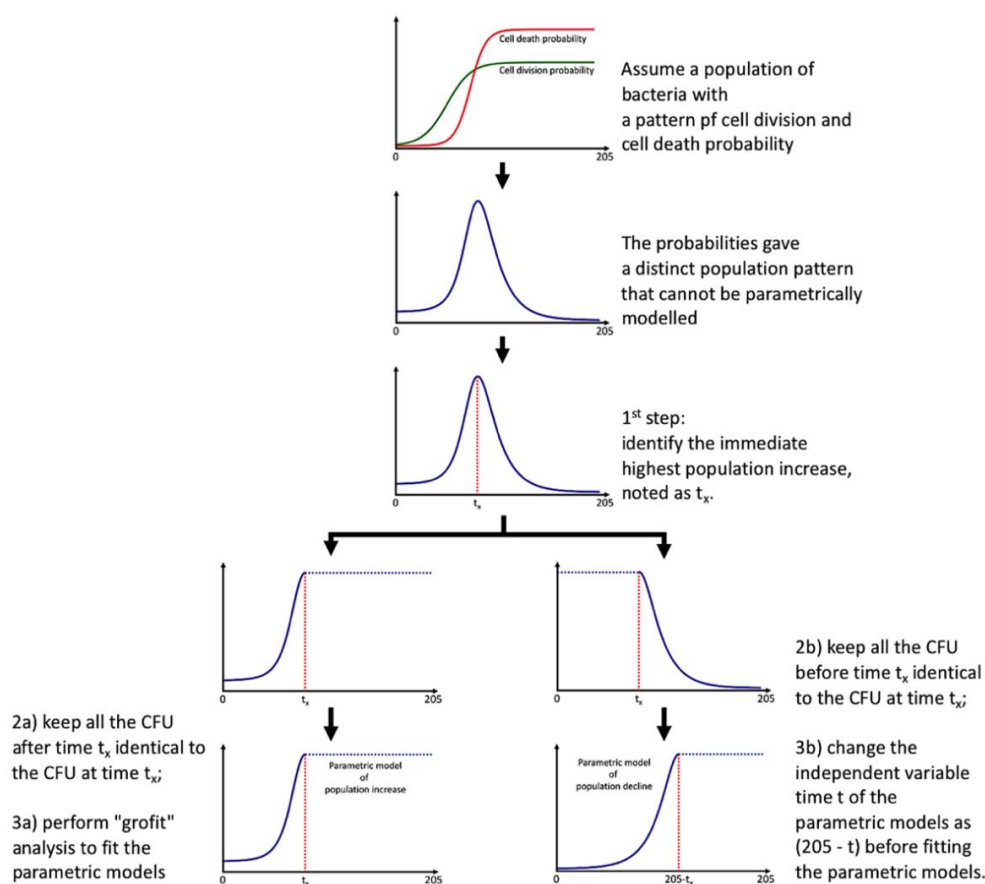 Cell death probability
Cell division probability
0
205
Assume a population of
bacteria with
a pattern pf cell division and
cell death probability
0
205
The probabilities gave
a distinct population pattern
that cannot be parametrically
modelled
0
tx
205
1st step:
identify the immediate
highest population increase,
noted as tx.
0
tx
205
0
tx
205
2b) keep all the CFU
before time tx identical
to the CFU at time tx;
2a) keep all the CFU
after time tx identical to
the CFU at time tx;
3a) perform "grofit"
analysis to fit the
parametric models
Parametric model
of
population increase
0
tx
205
Parametric model
of
population decline
0
205-tx
205
3b) change the
independent variable
time t of the
parametric models as
(205 - t) before fitting
the parametric models.